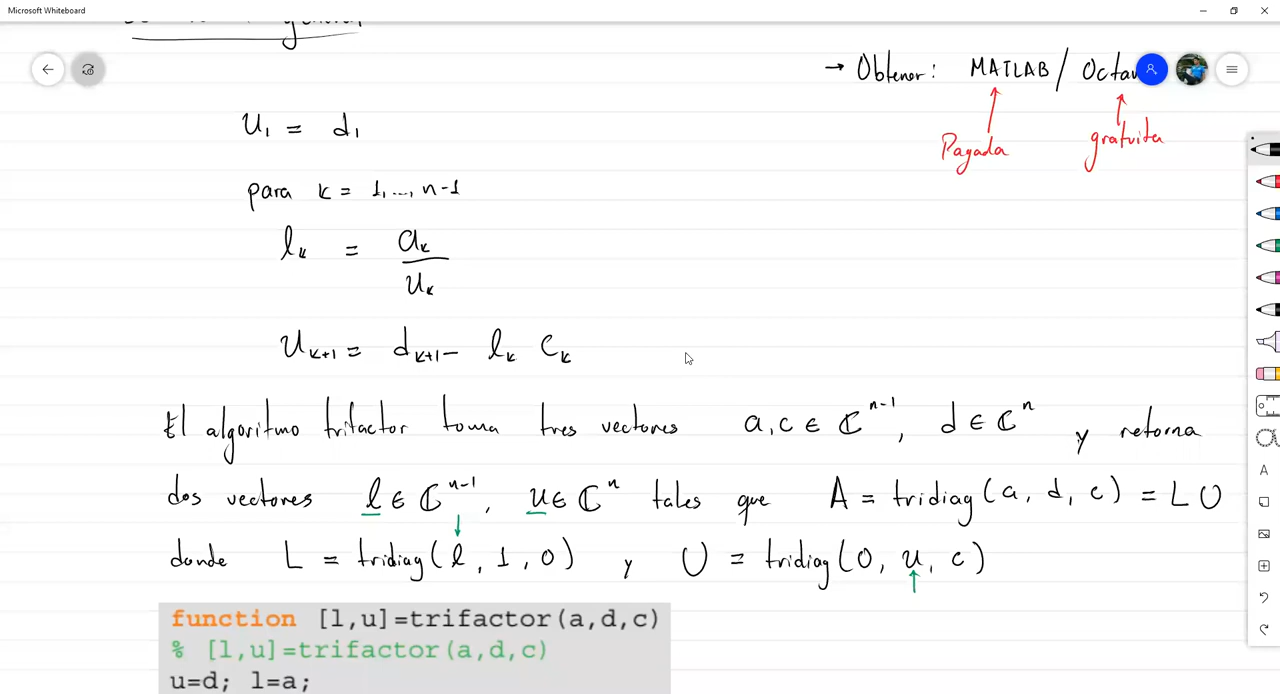 Microsoft Whiteboard
general
→ Obtener: MATLAB / Octav
Pagada
gratuita
u₁ = d₁
para k = 1,..., n-1
lₖ = aₖ / uₖ
uₖ₊₁ = dₖ₊₁ - lₖ cₖ
El algoritmo trifactor toma tres vectores a, c ∈ ℂⁿ⁻¹, d ∈ ℂⁿ y retorna
dos vectores l ∈ ℂⁿ⁻¹, u ∈ ℂⁿ tales que A = tridiag(a, d, c) = L U
donde L = tridiag(l, 1, 0) y U = tridiag(0, u, c)
function [l,u]=trifactor(a,d,c)
% [l,u]=trifactor(a,d,c)
u=d; l=a;